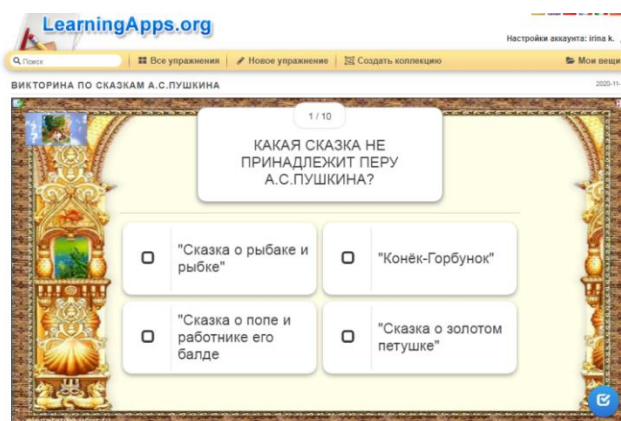 LearningApps.org
Настройки аккаунта: irina k.
Поиск
Все упражнения
Новое упражнение
Создать коллекцию
Мои вещи
ВИКТОРИНА ПО СКАЗКАМ А.С.ПУШКИНА
2020-11-
1 / 10
КАКАЯ СКАЗКА НЕ
ПРИНАДЛЕЖИТ ПЕРУ
А.С.ПУШКИНА?
"Сказка о рыбаке и
рыбке"
"Конёк-Горбунок"
"Сказка о попе и
работнике его
балде
"Сказка о золотом
петушке"